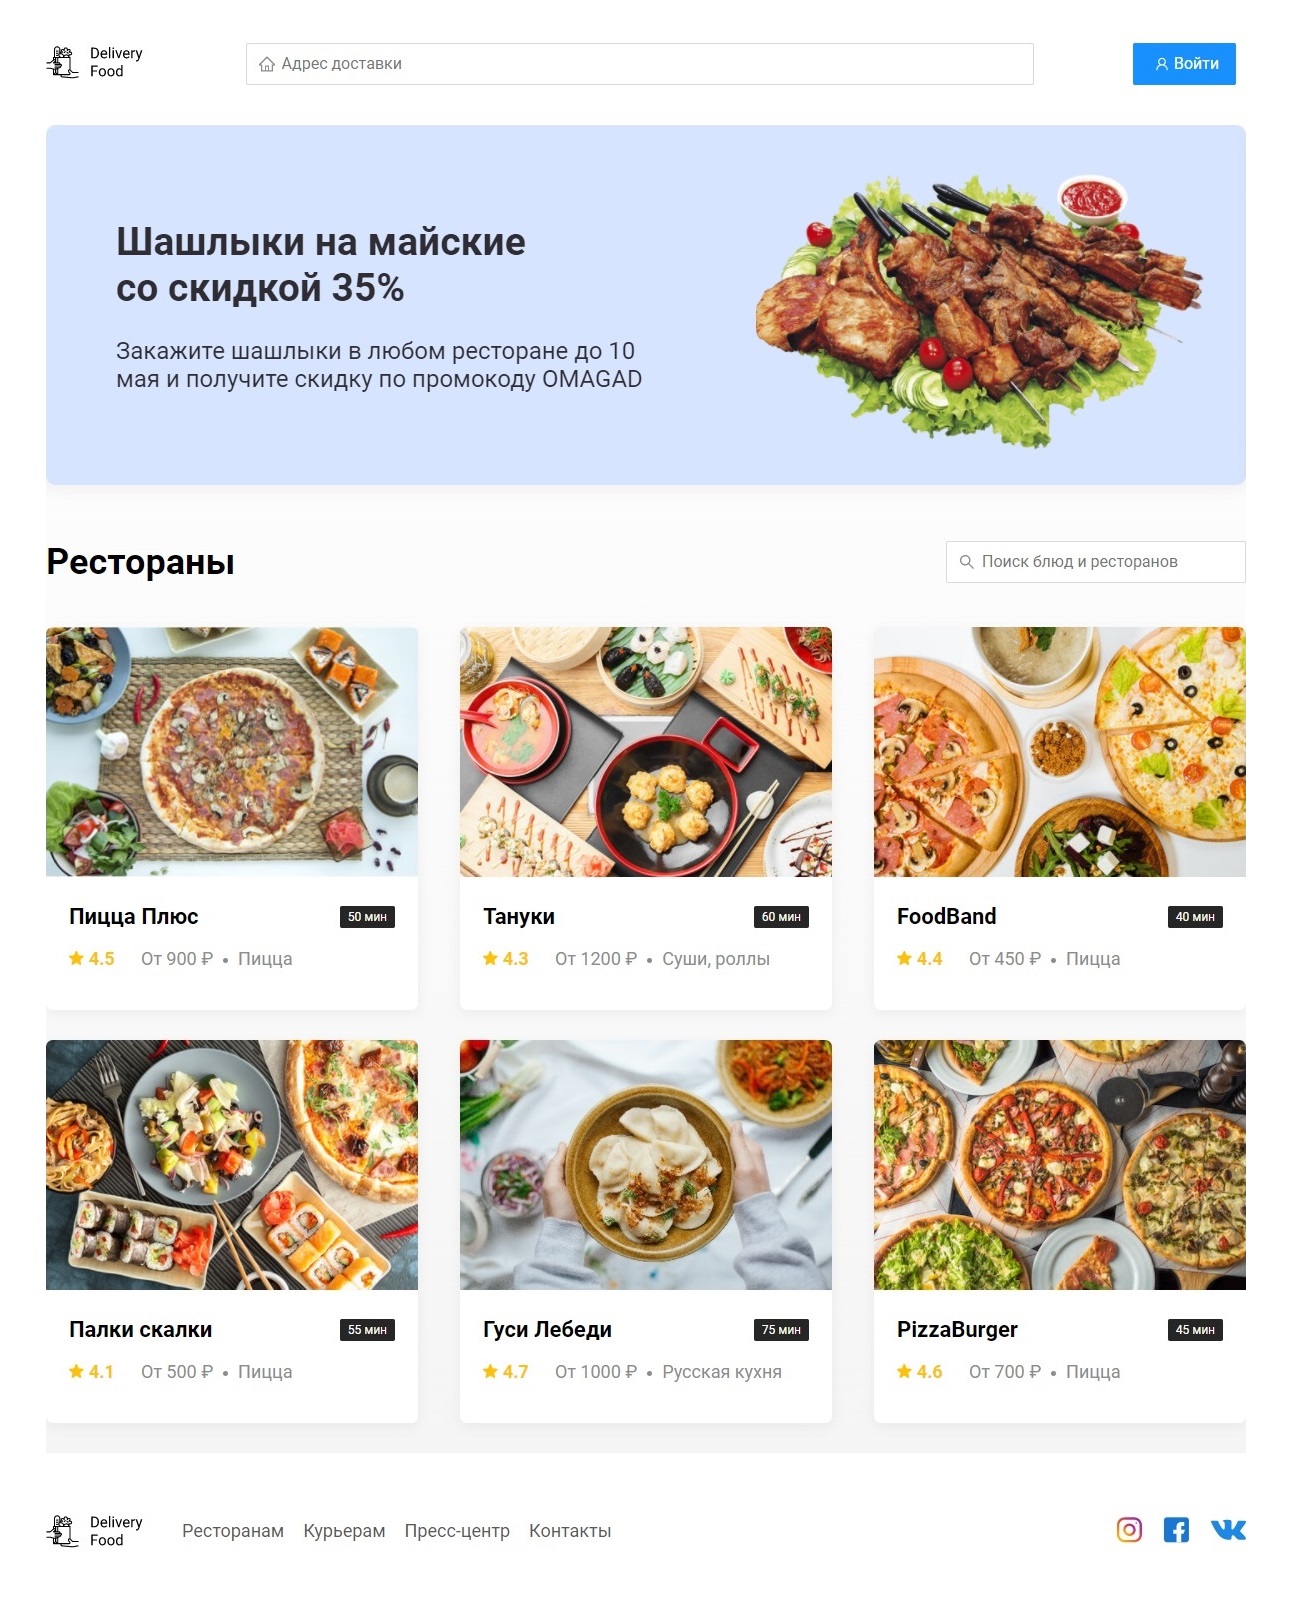 Delivery
Food
Адрес доставки
Войти
Шашлыки на майские
со скидкой 35%
Закажите шашлыки в любом ресторане до 10
мая и получите скидку по промокоду OMAGAD
Рестораны
Поиск блюд и ресторанов
Пицца Плюс
50 мин
4.5 От 900 ₽ • Пицца
Тануки
60 мин
4.3 От 1200 ₽ • Суши, роллы
FoodBand
40 мин
4.4 От 450 ₽ • Пицца
Палки скалки
55 мин
4.1 От 500 ₽ • Пицца
Гуси Лебеди
75 мин
4.7 От 1000 ₽ • Русская кухня
PizzaBurger
45 мин
4.6 От 700 ₽ • Пицца
Delivery
Food
Ресторанам Курьерам Пресс-центр Контакты